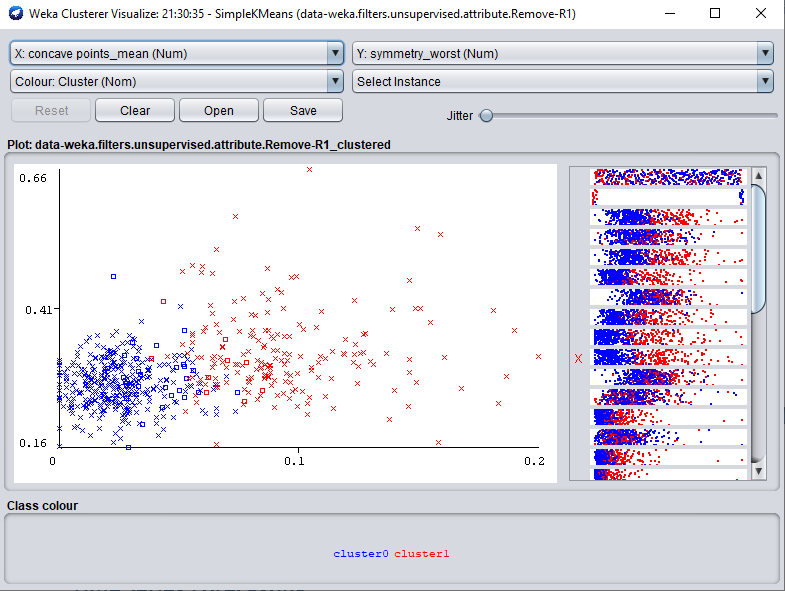 Weka Clusterer Visualize: 21:30:35 - SimpleKMeans (data-weka.filters.unsupervised.attribute.Remove-R1)
X: concave points_mean (Num) Y: symmetry_worst (Num)
Colour: Cluster (Nom) Select Instance
Reset Clear Open Save Jitter
Plot: data-weka.filters.unsupervised.attribute.Remove-R1_clustered
0.66
0.41
0.16
0 0.1 0.2
X
Class colour
cluster0 cluster1